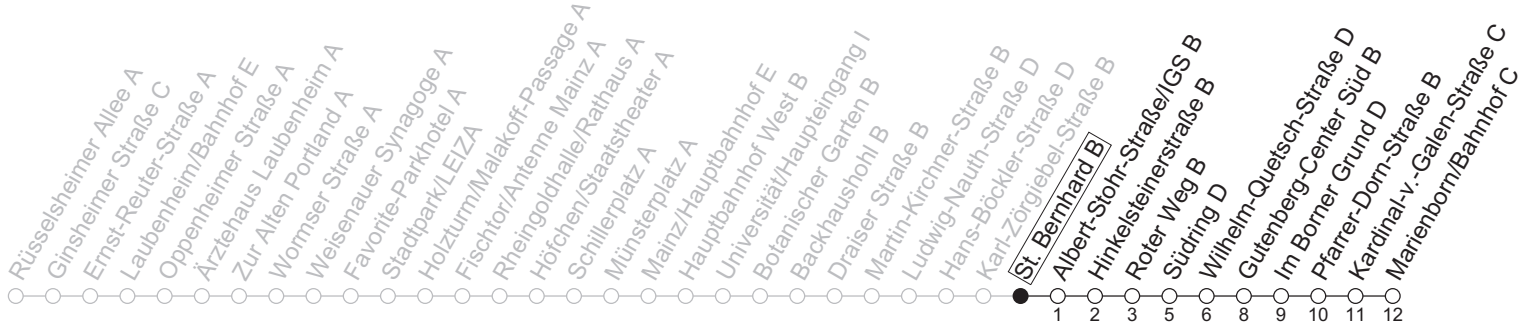 Rüsselsheimer Allee A
Ginsheimer Straße C
Ernst-Reuter-Straße A
Laubenheim/Bahnhof E
Oppenheimer Straße A
Ärztehaus Laubenheim A
Zur Alten Portland A
Wormser Straße A
Weisenauer Synagoge A
Favorite-Parkhotel A
Stadtpark/LEIZA
Holzturm/Malakoff-Passage A
Fischtor/Antenne Mainz A
Rheingoldhalle/Rathaus A
Höfchen/Staatstheater A
Schillerplatz A
Münsterplatz A
Mainz/Hauptbahnhof E
Hauptbahnhof West B
Universität/Haupteingang I
Botanischer Garten B
Backhaushohl B
Draiser Straße B
Martin-Kirchner-Straße B
Ludwig-Nauth-Straße D
Hans-Böckler-Straße D
Karl-Zörgiebel-Straße B
St. Bernhard B
Albert-Stohr-Straße/IGS B
Hinkelsteinerstraße B
Roter Weg B
Südring D
Wilhelm-Quetsch-Straße D
Gutenberg-Center Süd B
Im Borner Grund D
Pfarrer-Dorn-Straße B
Kardinal-v.-Galen-Straße C
Marienborn/Bahnhof C
1 2 3 5 6 8 9 10 11 12